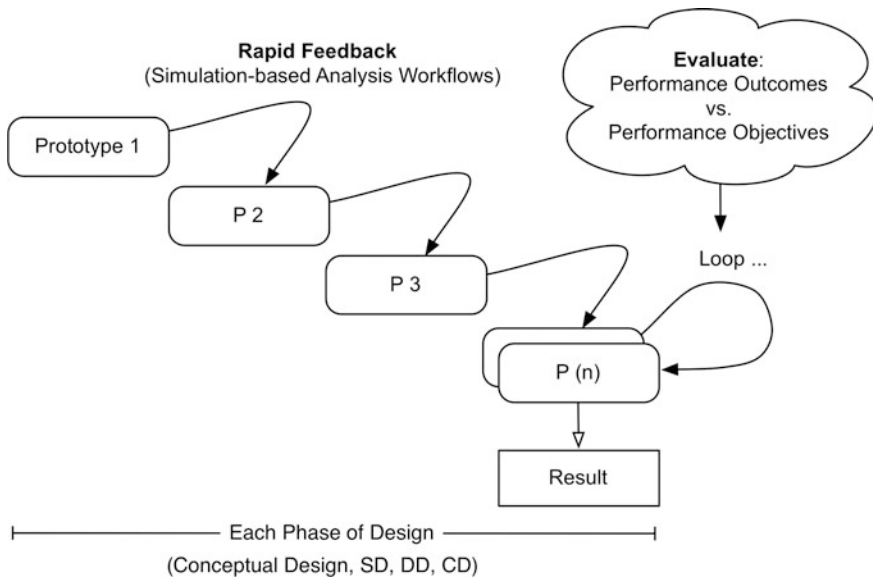 Rapid Feedback
(Simulation-based Analysis Workflows)
Evaluate:
Performance Outcomes
vs.
Performance Objectives
Prototype 1
P 2
P 3
Loop ...
P (n)
Result
Each Phase of Design
(Conceptual Design, SD, DD, CD)